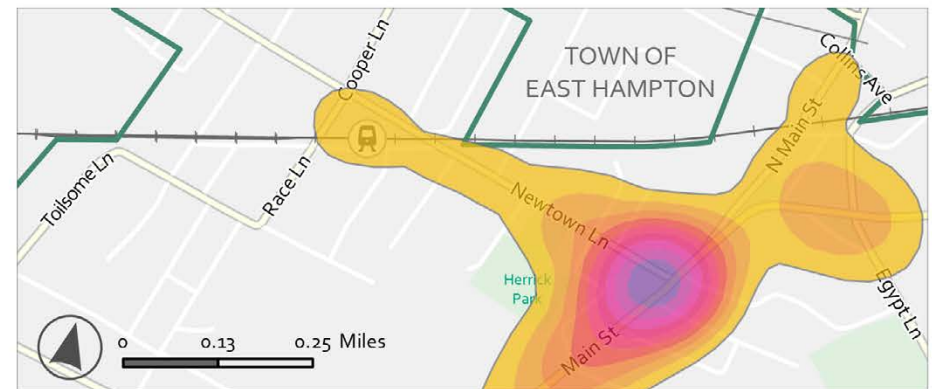 Cooper Ln
TOWN OF
EAST HAMPTON
Collins Ave
N Main St
Toilsome Ln
Race Ln
Newtown Ln
Herrick
Park
Egypt Ln
Main St
0 0.13 0.25 Miles